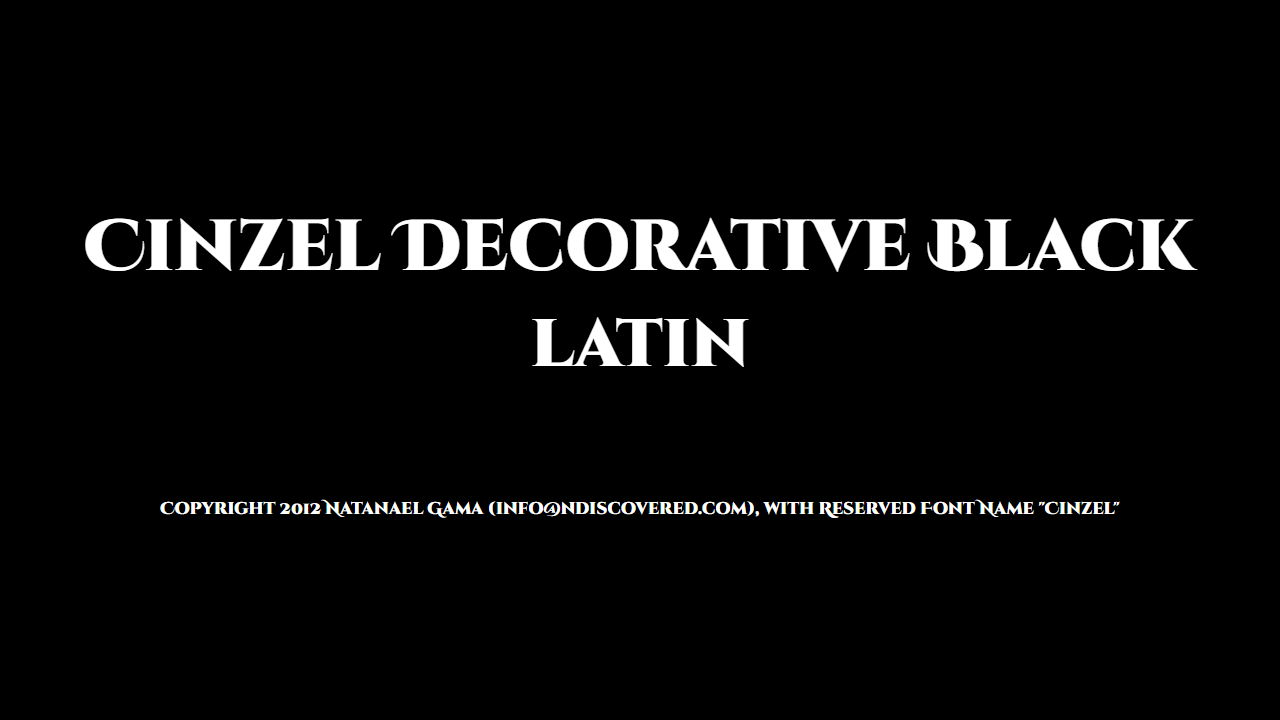 Cinzel Decorative Black
latin
Copyright 2012 Natanael Gama (info@ndiscovered.com), with Reserved Font Name "Cinzel"